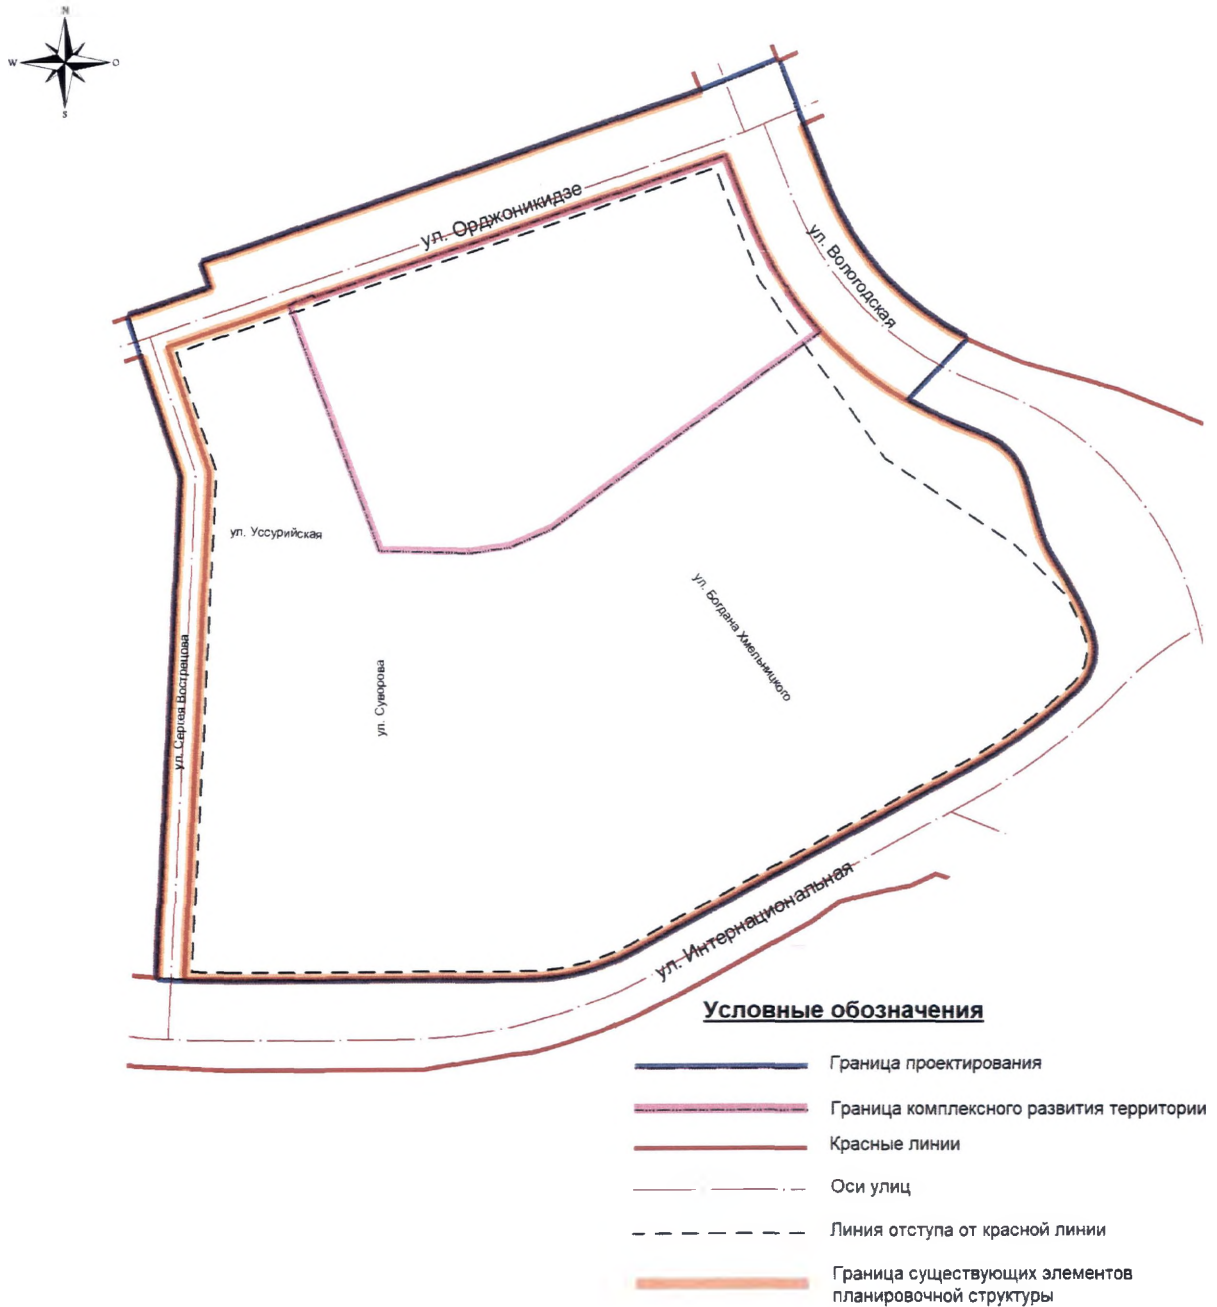 N
W
O
S
ул. Орджоникидзе
ул. Вологодская
ул. Уссурийская
ул. Богдана Хмельницкого
ул. Сергея Вострецова
ул. Суворова
ул. Интернациональная
Условные обозначения
Граница проектирования
Граница комплексного развития территории
Красные линии
Оси улиц
Линия отступа от красной линии
Граница существующих элементов
планировочной структуры